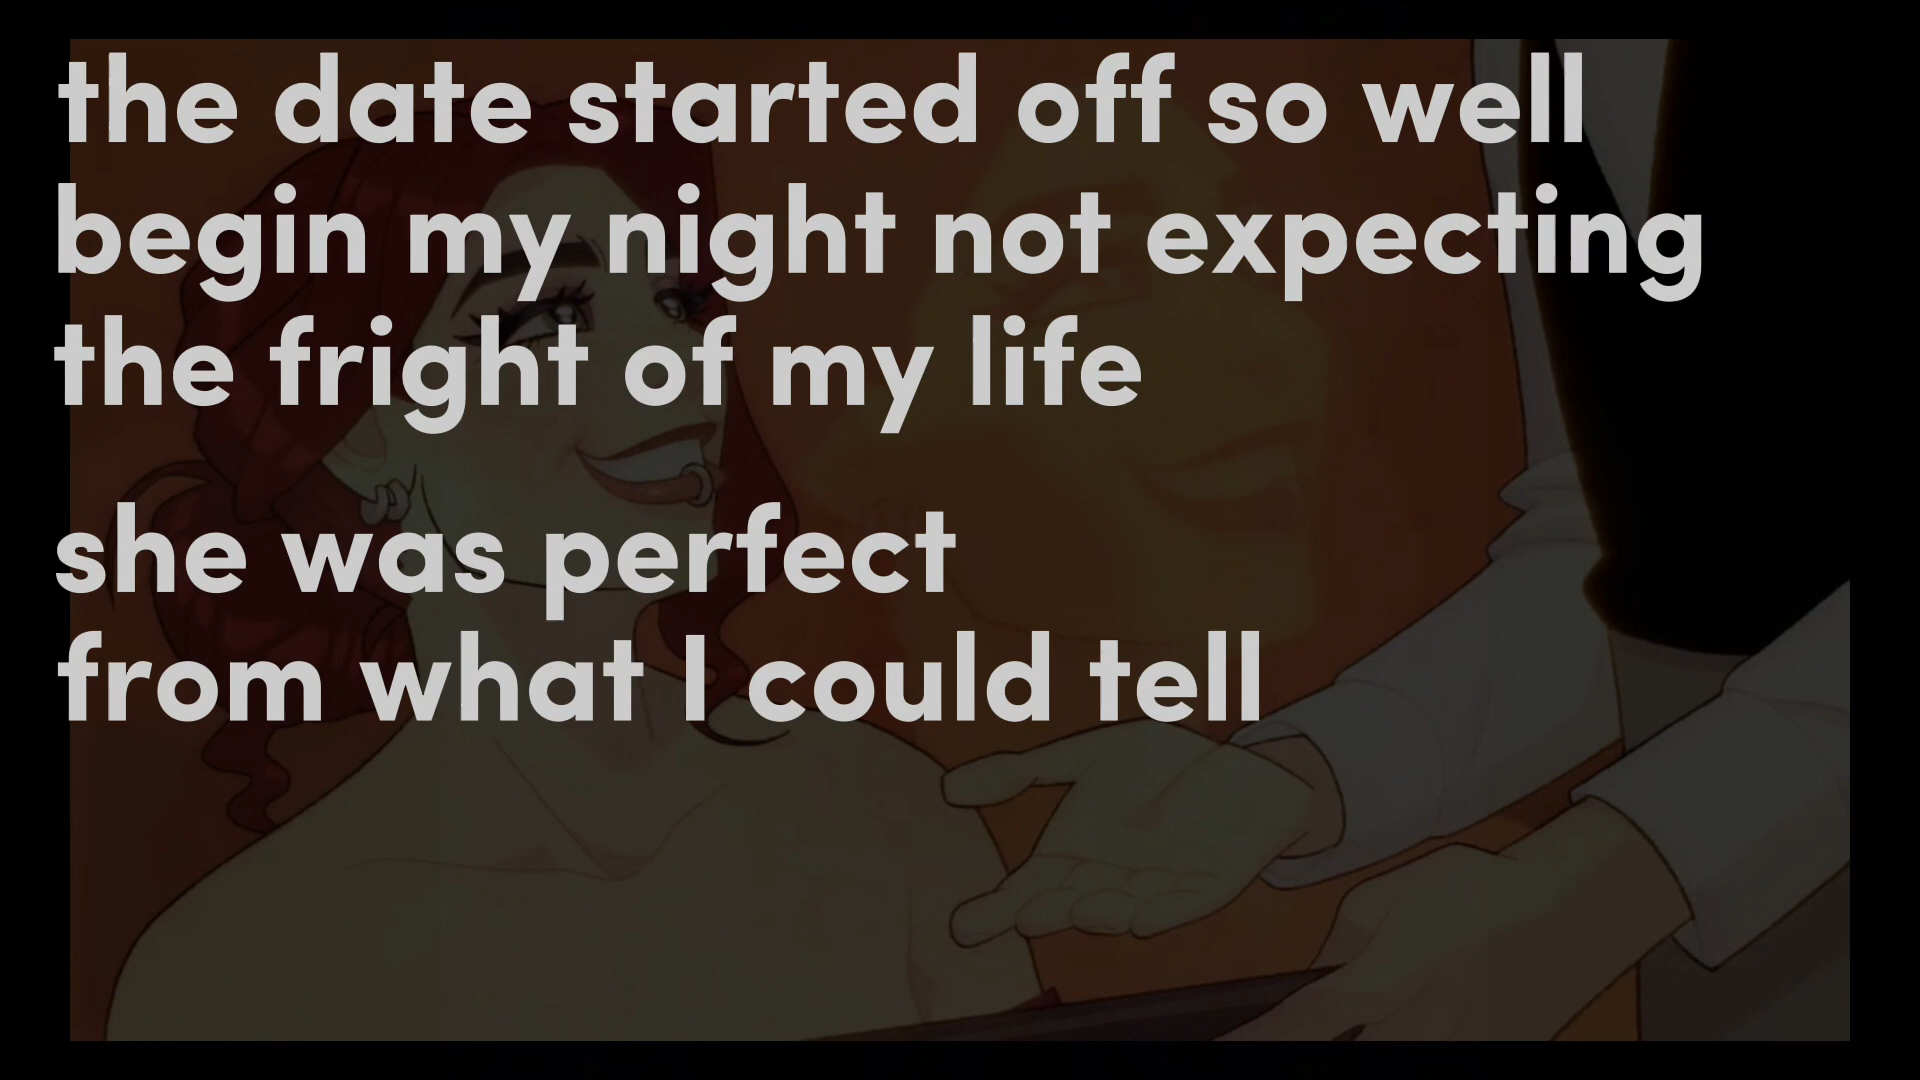 the date started off so well
begin my night not expecting
the fright of my life
she was perfect
from what I could tell